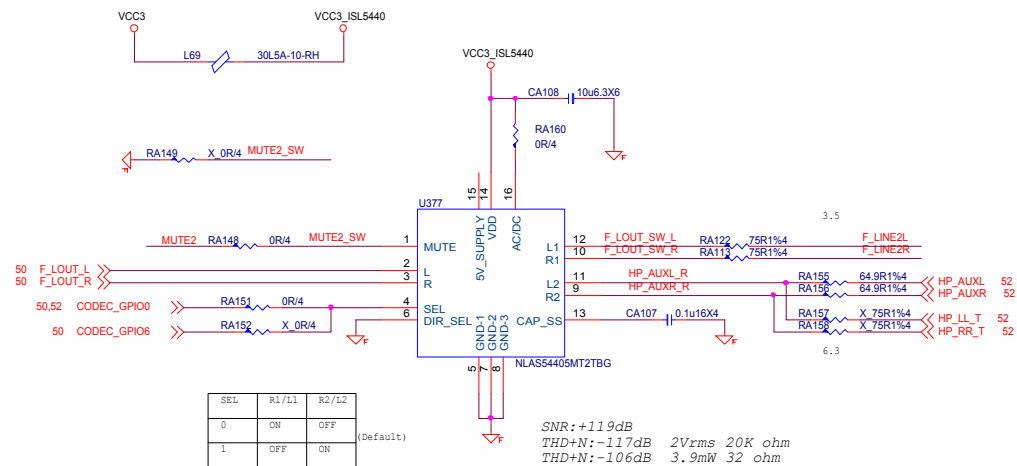 VCC3 VCC3_ISL5440
L69 30L5A-10-RH
VCC3_ISL5440
CA108 10u6.3X6
RA160
0R/4
RA149 X_0R/4 MUTE2_SW
F
F
U377
15 14 16
5V_SUPPLY VDD AC/DC
3.5
MUTE2 RA148 0R/4 MUTE2_SW 1 MUTE
L1 12 F_LOUT_SW_L RA122 75R1%4 F_LINE2L
R1 10 F_LOUT_SW_R RA113 75R1%4 F_LINE2R
50 F_LOUT_L 2 L
50 F_LOUT_R 3 R
L2 11 HP_AUXL_R RA155 64.9R1%4 HP_AUXL 52
R2 9 HP_AUXR_R RA156 64.9R1%4 HP_AUXR 52
50,52 CODEC_GPIO0 RA151 0R/4 4 SEL
6 DIR_SEL
50 CODEC_GPIO6 RA152 X_0R/4
CAP_SS 13 CA107 0.1u16X4
RA157 X_75R1%4 HP_LL_T 52
RA158 X_75R1%4 HP_RR_T 52
F
F
GND-1 GND-2 GND-3
5 7 8
NLAS54405MT2TBG
6.3
F
SEL R1/L1 R2/L2
0 ON OFF
(Default)
1 OFF ON
SNR:+119dB
THD+N:-117dB 2Vrms 20K ohm
THD+N:-106dB 3.9mW 32 ohm